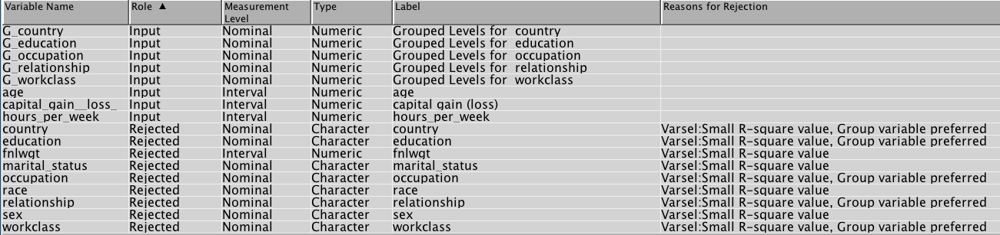 Variable Name Role ▲ Measurement Level Type Label Reasons for Rejection
G_country Input Nominal Numeric Grouped Levels for  country
G_education Input Nominal Numeric Grouped Levels for  education
G_occupation Input Nominal Numeric Grouped Levels for  occupation
G_relationship Input Nominal Numeric Grouped Levels for  relationship
G_workclass Input Nominal Numeric Grouped Levels for  workclass
age Input Interval Numeric age
capital_gain__loss_ Input Interval Numeric capital gain (loss)
hours_per_week Input Interval Numeric hours_per_week
country Rejected Nominal Character country Varsel:Small R-square value, Group variable preferred
education Rejected Nominal Character education Varsel:Small R-square value, Group variable preferred
fnlwgt Rejected Interval Numeric fnlwgt Varsel:Small R-square value
marital_status Rejected Nominal Character marital_status Varsel:Small R-square value
occupation Rejected Nominal Character occupation Varsel:Small R-square value, Group variable preferred
race Rejected Nominal Character race Varsel:Small R-square value
relationship Rejected Nominal Character relationship Varsel:Small R-square value, Group variable preferred
sex Rejected Nominal Character sex Varsel:Small R-square value
workclass Rejected Nominal Character workclass Varsel:Small R-square value, Group variable preferred